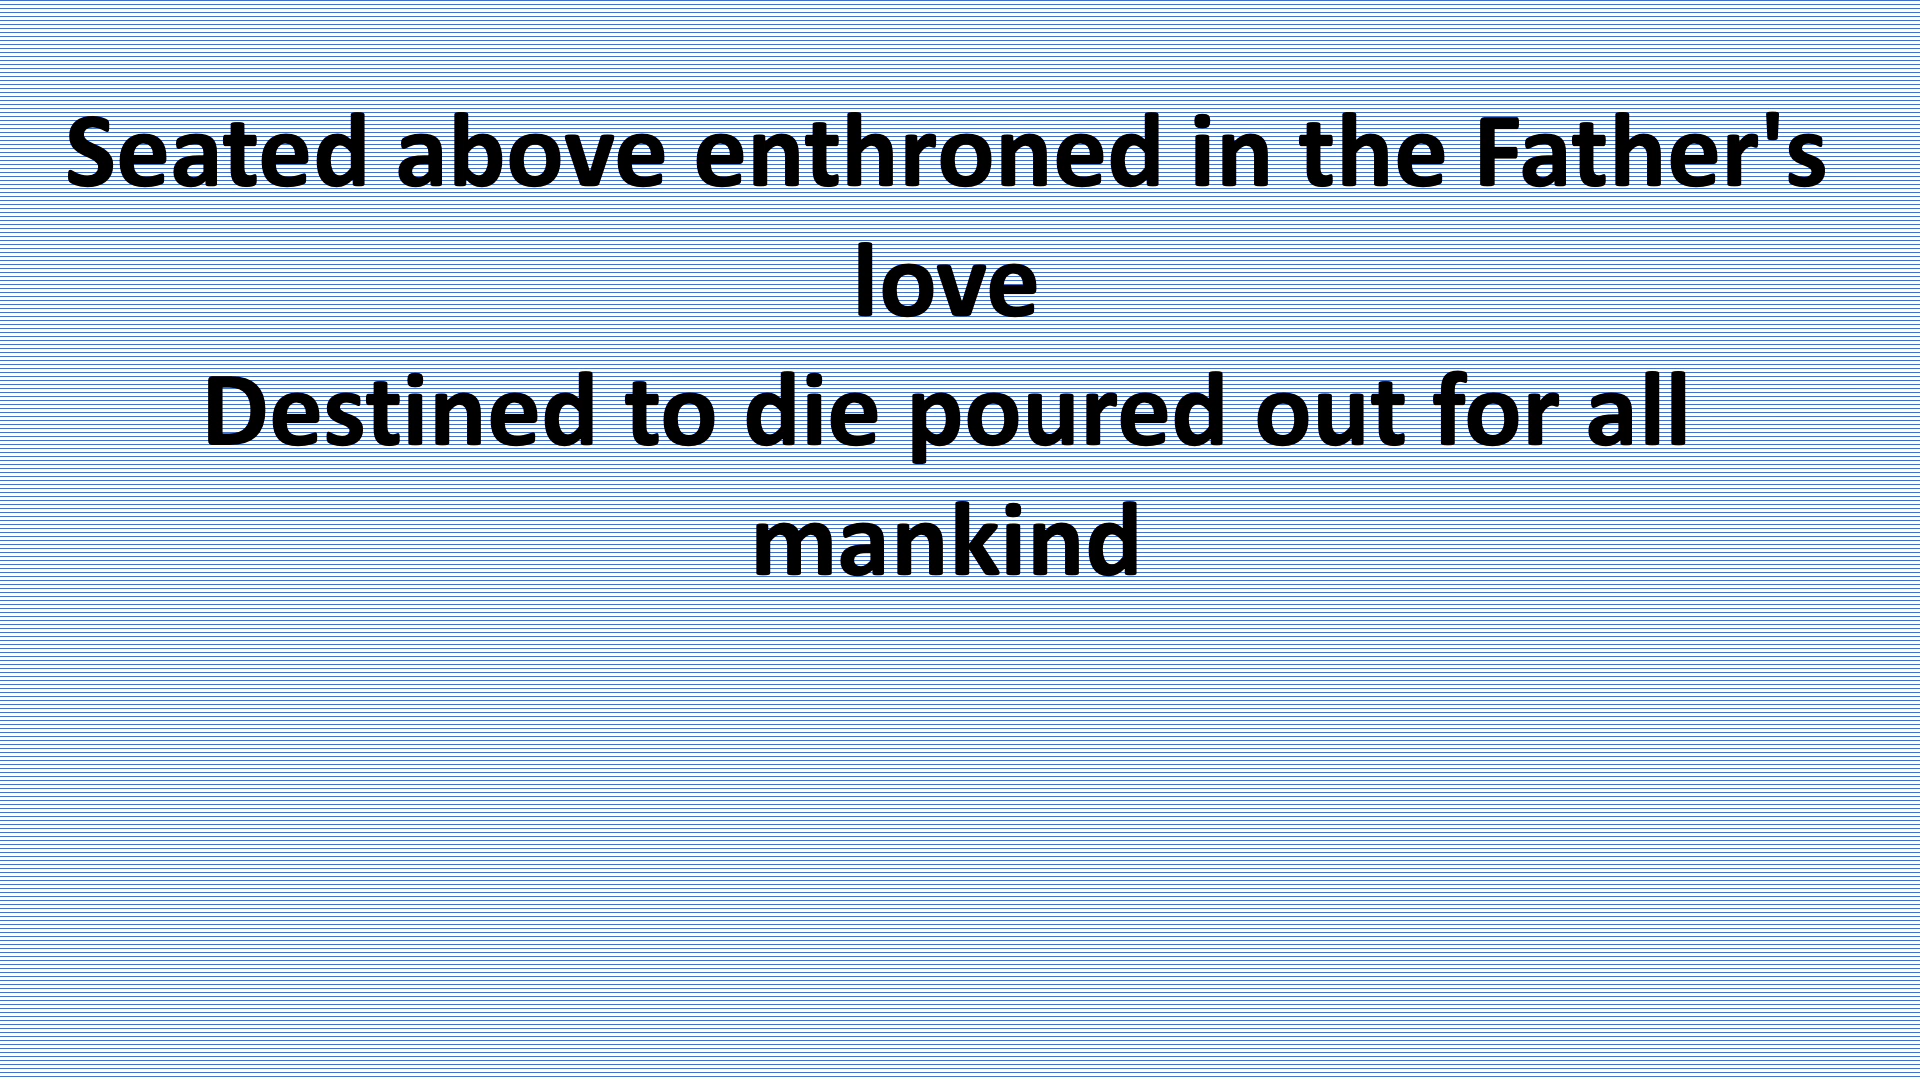 Seated above enthroned in the Father's
love
Destined to die poured out for all
mankind